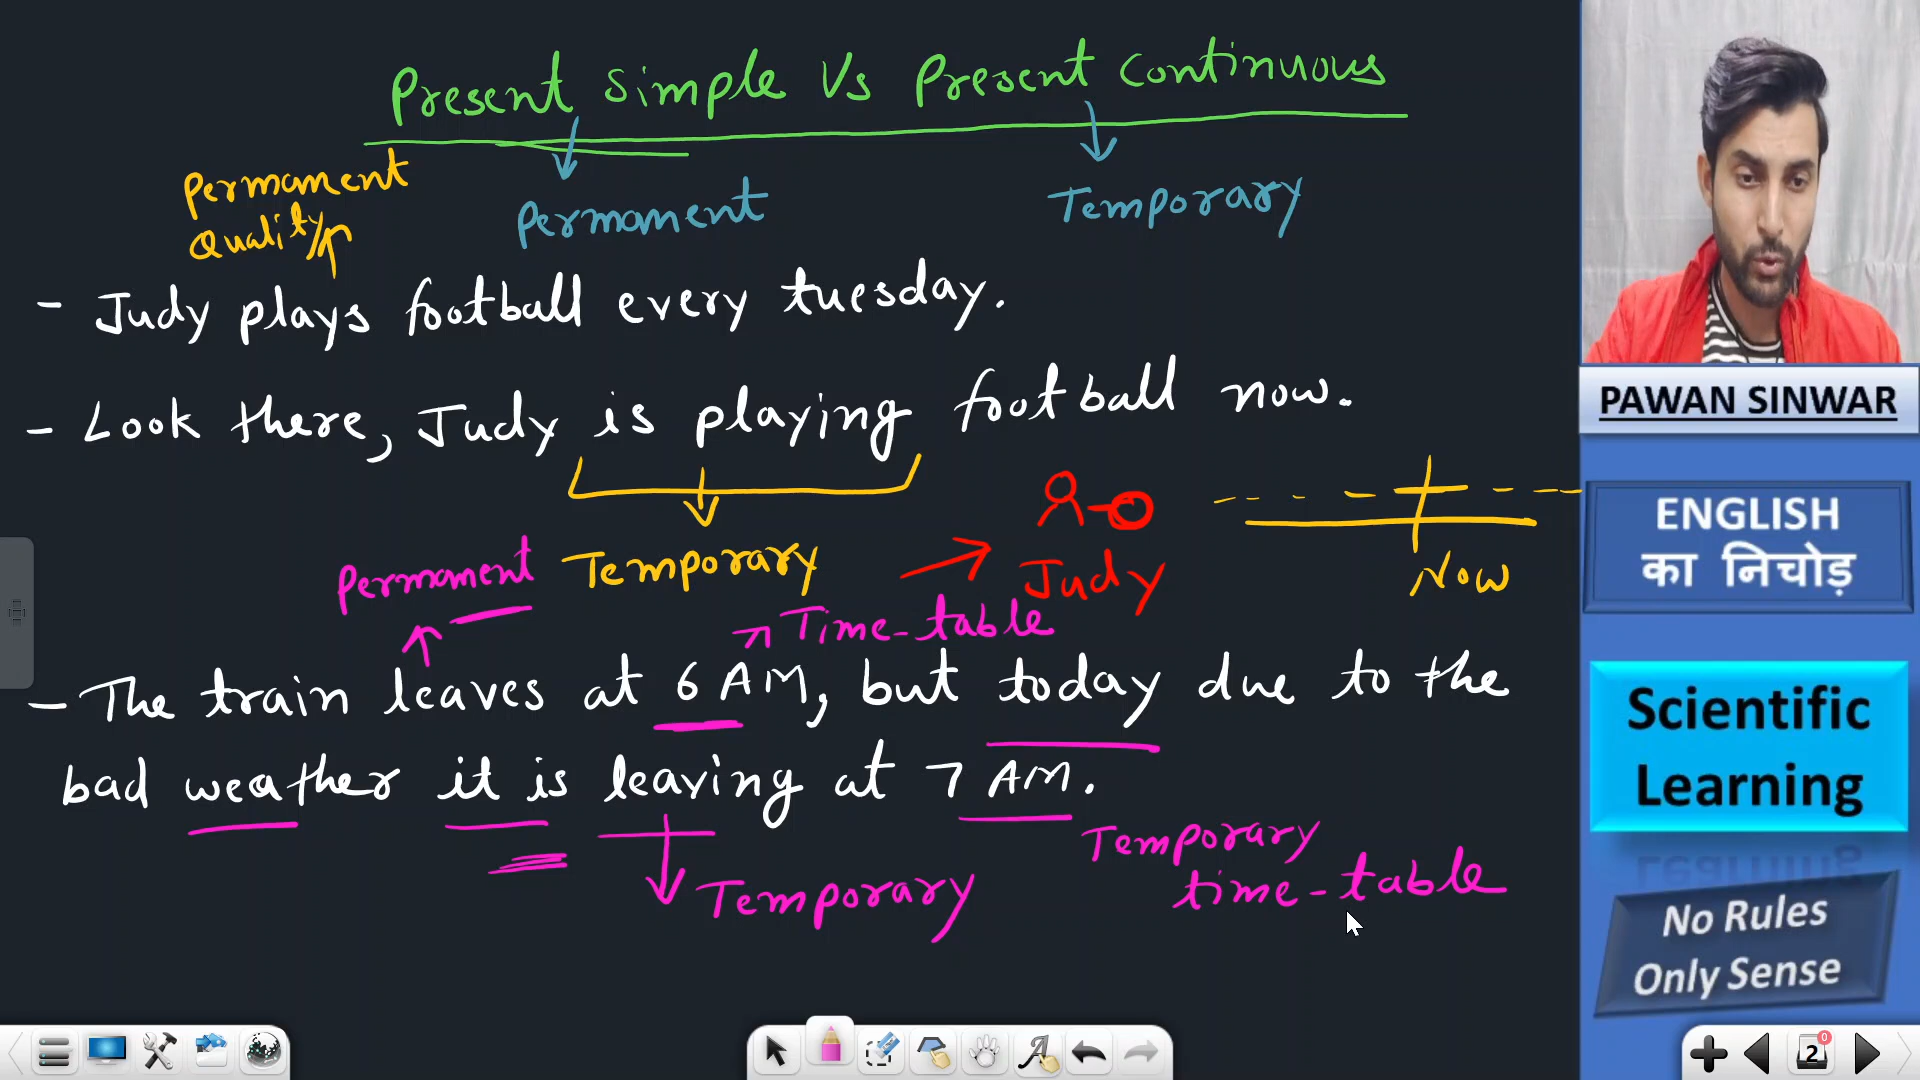 Present Simple Vs Present Continuous
Permanent
Quality
Permanent
Temporary
- Judy plays football every tuesday.
- Look there, Judy is playing football now.
Temporary
Judy
Now
Permanent
Time-table
- The train leaves at 6 AM, but today due to the
bad weather it is leaving at 7 AM.
Temporary
Temporary
time-table
PAWAN SINWAR
ENGLISH
का निचोड़
Scientific
Learning
No Rules
Only Sense
2
0